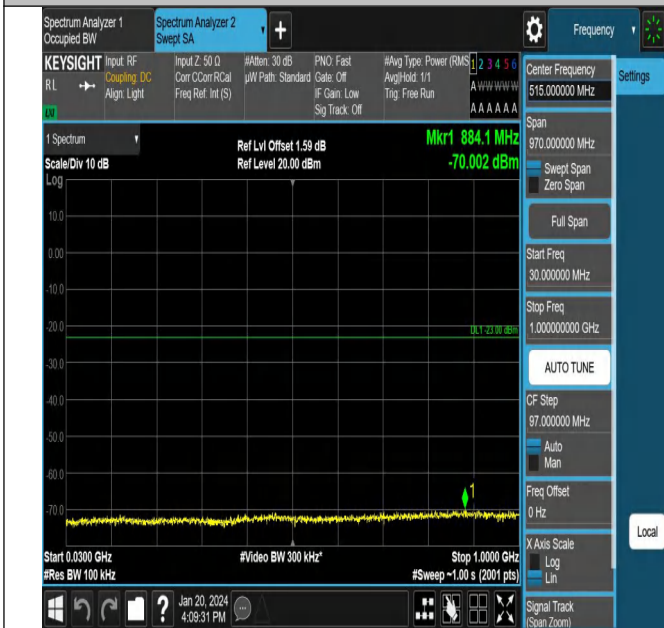 Spectrum Analyzer 1
Occupied BW
Spectrum Analyzer 2
Swept SA
Frequency
KEYSIGHT
RL
LXI
Input: RF
Coupling: DC
Align: Light
Input Z: 50 Ω
Corr CCorr RCal
Freq Ref: Int (S)
#Atten: 30 dB
µW Path: Standard
PNO: Fast
Gate: Off
IF Gain: Low
Sig Track: Off
#Avg Type: Power (RMS
Avg|Hold: 1/1
Trig: Free Run
1 2 3 4 5 6
A W W W W W
A A A A A A
1 Spectrum
Scale/Div 10 dB
Log
Ref Lvl Offset 1.59 dB
Ref Level 20.00 dBm
Mkr1 884.1 MHz
-70.002 dBm
10.0
0.00
-10.0
-20.0
DL1 -23.00 dBm
-30.0
-40.0
-50.0
-60.0
-70.0
1
Start 0.0300 GHz
#Res BW 100 kHz
#Video BW 300 kHz*
Stop 1.0000 GHz
#Sweep ~1.00 s (2001 pts)
Center Frequency
515.000000 MHz
Settings
Span
970.000000 MHz
Swept Span
Zero Span
Full Span
Start Freq
30.000000 MHz
Stop Freq
1.000000000 GHz
AUTO TUNE
CF Step
97.000000 MHz
Auto
Man
Freq Offset
0 Hz
X Axis Scale
Log
Lin
Local
Signal Track
(Span Zoom)
?
Jan 20, 2024
4:09:31 PM